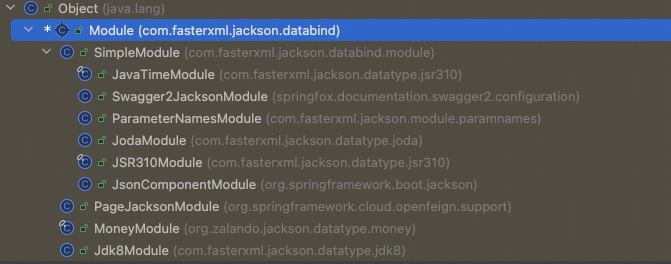 Object (java.lang)
* Module (com.fasterxml.jackson.databind)
SimpleModule (com.fasterxml.jackson.databind.module)
JavaTimeModule (com.fasterxml.jackson.datatype.jsr310)
Swagger2JacksonModule (springfox.documentation.swagger2.configuration)
ParameterNamesModule (com.fasterxml.jackson.module.paramnames)
JodaModule (com.fasterxml.jackson.datatype.joda)
JSR310Module (com.fasterxml.jackson.datatype.jsr310)
JsonComponentModule (org.springframework.boot.jackson)
PageJacksonModule (org.springframework.cloud.openfeign.support)
MoneyModule (org.zalando.jackson.datatype.money)
Jdk8Module (com.fasterxml.jackson.datatype.jdk8)